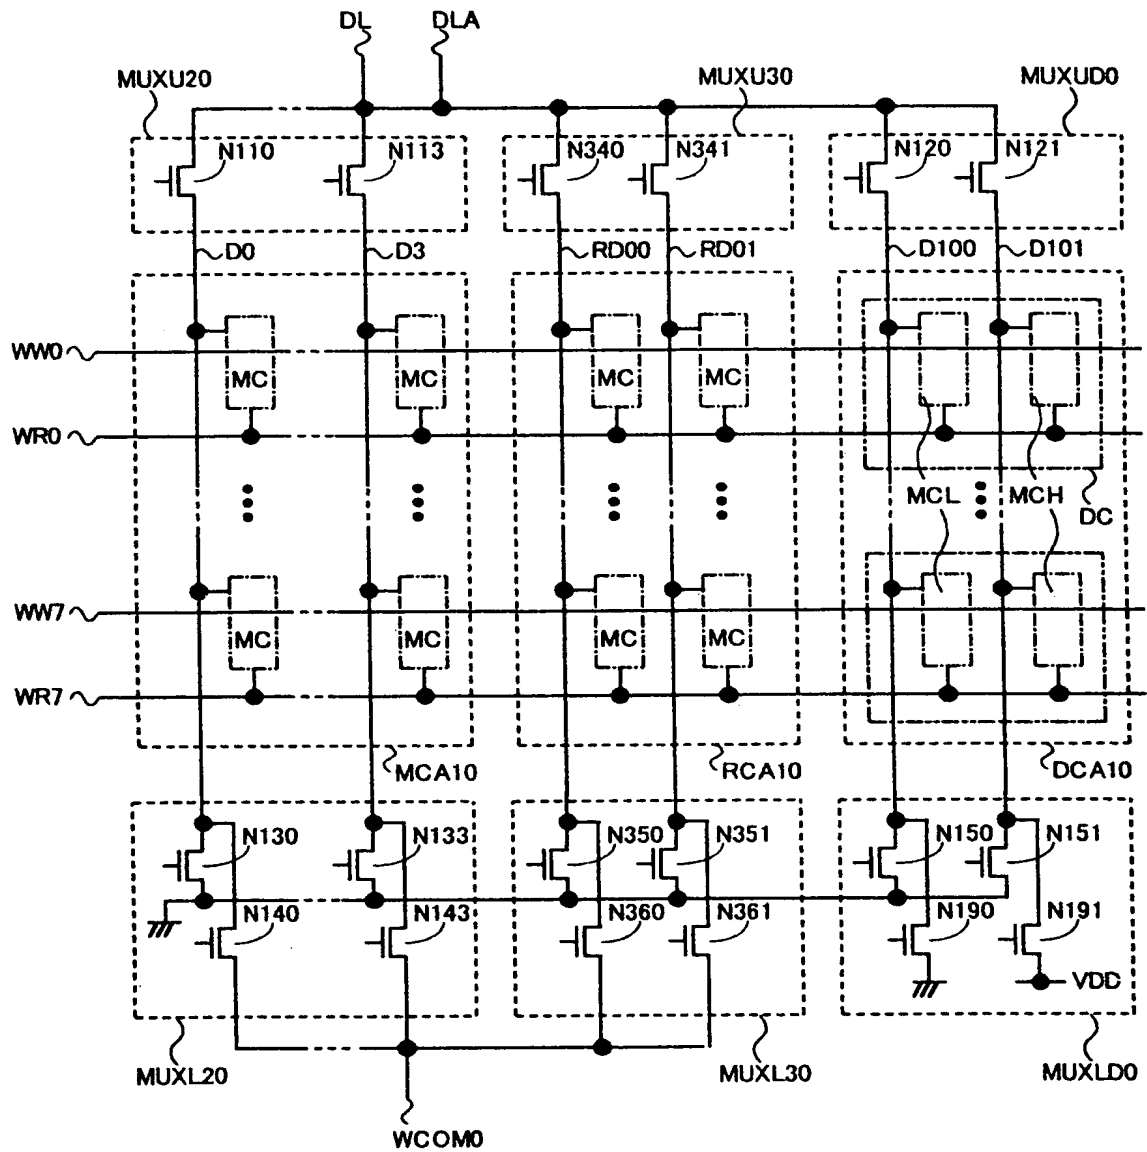 DL DLA
MUXU20 MUXU30 MUXUD0
N110 N113 N340 N341 N120 N121
D0 D3 RD00 RD01 D100 D101
WW0
MC MC MC MC
WR0
MCL MCH
DC
WW7
MC MC MC MC
WR7
MCA10 RCA10 DCA10
N130 N133 N350 N351 N150 N151
N140 N143 N360 N361 N190 N191
VDD
MUXL20 MUXL30 MUXLD0
WCOM0